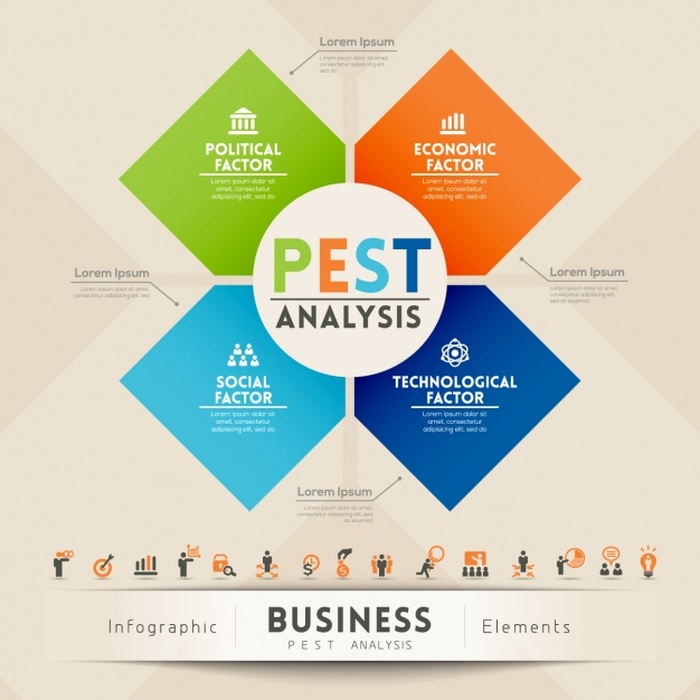 Lorem Ipsum
Lorem ipsum dolor
sit amet, consectetur
adipiscing elit, sed
do eiusmod
POLITICAL
FACTOR
Lorem ipsum dolor sit
amet, consectetur
adipiscing elit, sed do
ECONOMIC
FACTOR
Lorem ipsum dolor sit
amet, consectetur
adipiscing elit, sed do
PEST
ANALYSIS
Lorem Ipsum
Lorem ipsum dolor sit amet,
consectetur adipiscing elit,
sed do eiusmod
Lorem Ipsum
Lorem ipsum dolor sit amet,
consectetur adipiscing elit, sed
do eiusmod
SOCIAL
FACTOR
Lorem ipsum dolor sit
amet, consectetur
adipiscing elit, sed do
TECHNOLOGICAL
FACTOR
Lorem ipsum dolor sit
amet, consectetur
adipiscing elit, sed do
Lorem Ipsum
Lorem ipsum dolor sit amet,
consectetur adipiscing elit, sed
do eiusmod
Infographic
BUSINESS
PEST ANALYSIS
Elements